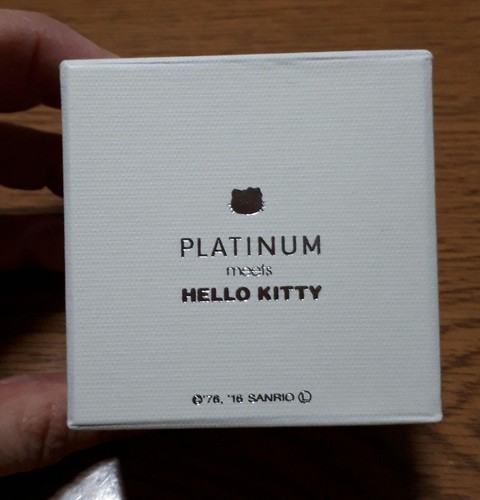 PLATINUM
meets
HELLO KITTY
©'76, '16 SANRIO Ⓛ